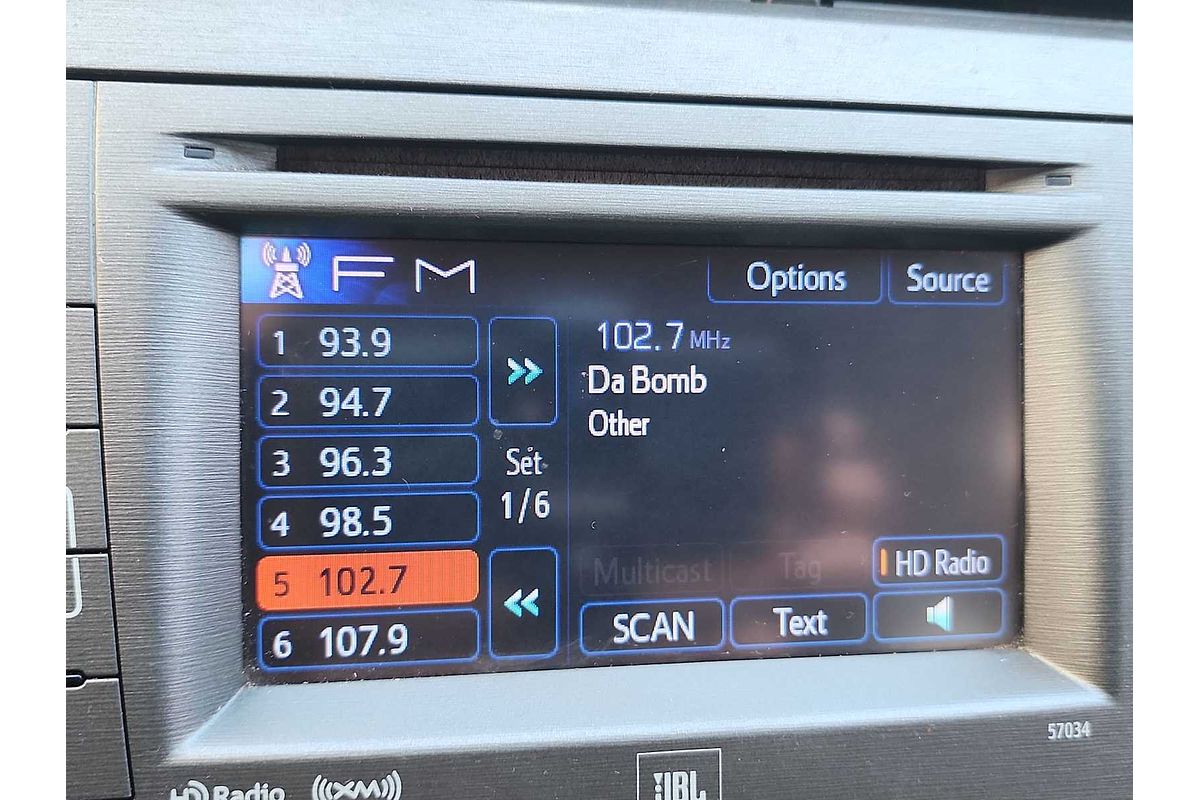 FM
Options
Source
1 93.9
2 94.7
3 96.3
4 98.5
5 102.7
6 107.9
Set
1/6
102.7 MHz
Da Bomb
Other
Multicast
Tag
HD Radio
SCAN
Text
57034
HD Radio
((XM))
JBL